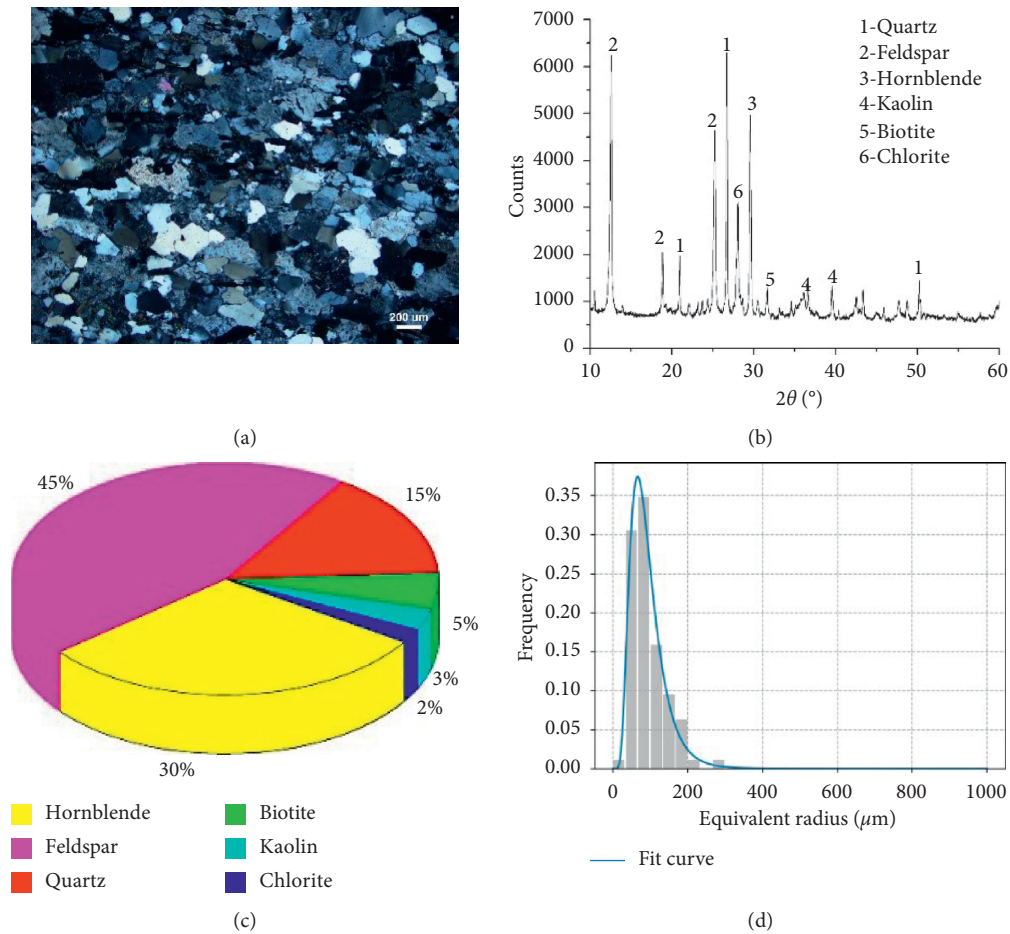 200 um
(a)
7000
6000
5000
4000
3000
2000
1000
0
Counts
10
20
30
40
50
60
2θ (°)
2
2
1
2
1
6
3
5
4
4
1
1-Quartz
2-Feldspar
3-Hornblende
4-Kaolin
5-Biotite
6-Chlorite
(b)
45%
15%
5%
3%
2%
30%
Hornblende
Feldspar
Quartz
Biotite
Kaolin
Chlorite
(c)
0.35
0.30
0.25
0.20
0.15
0.10
0.05
0.00
Frequency
0
200
400
600
800
1000
Equivalent radius (μm)
Fit curve
(d)